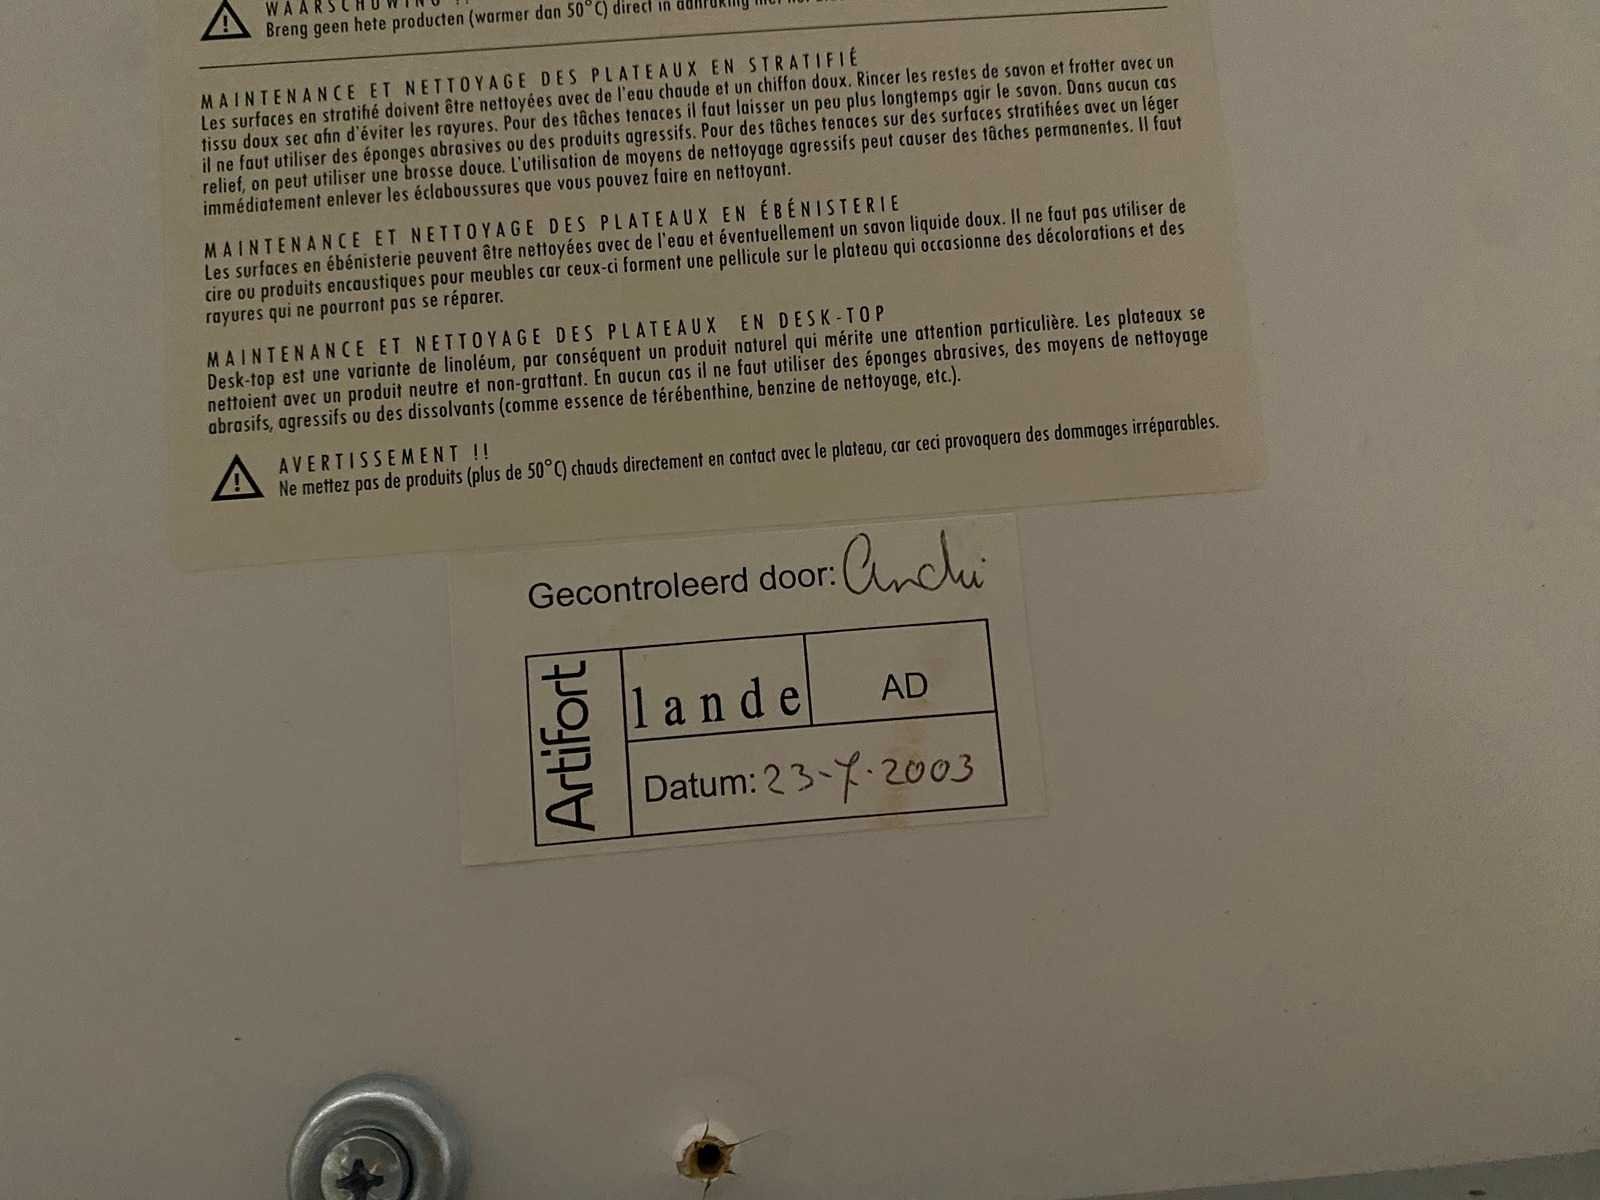 WAARSCHUWING !!
Breng geen hete producten (warmer dan 50°C) direct in aanraking
MAINTENANCE ET NETTOYAGE DES PLATEAUX EN STRATIFIÉ
Les surfaces en stratifié doivent être nettoyées avec de l'eau chaude et un chiffon doux. Rincer les restes de savon et frotter avec un
tissu doux sec afin d'éviter les rayures. Pour des tâches tenaces il faut laisser un peu plus longtemps agir le savon. Dans aucun cas
il ne faut utiliser des éponges abrasives ou des produits agressifs. Pour des tâches tenaces sur des surfaces stratifiées avec un léger
relief, on peut utiliser une brosse douce. L'utilisation de moyens de nettoyage agressifs peut causer des tâches permanentes. Il faut
immédiatement enlever les éclaboussures que vous pouvez faire en nettoyant.
MAINTENANCE ET NETTOYAGE DES PLATEAUX EN ÉBÉNISTERIE
Les surfaces en ébénisterie peuvent être nettoyées avec de l'eau et éventuellement un savon liquide doux. Il ne faut pas utiliser de
cire ou produits encaustiques pour meubles car ceux-ci forment une pellicule sur le plateau qui occasionne des décolorations et des
rayures qui ne pourront pas se réparer.
MAINTENANCE ET NETTOYAGE DES PLATEAUX EN DESK-TOP
Desk-top est une variante de linoléum, par conséquent un produit naturel qui mérite une attention particulière. Les plateaux se
nettoient avec un produit neutre et non-grattant. En aucun cas il ne faut utiliser des éponges abrasives, des moyens de nettoyage
abrasifs, agressifs ou des dissolvants (comme essence de térébenthine, benzine de nettoyage, etc.).
AVERTISSEMENT !!
Ne mettez pas de produits (plus de 50°C) chauds directement en contact avec le plateau, car ceci provoquera des dommages irréparables.
Gecontroleerd door:
Artifort
lande
AD
Datum: 23-7-2003